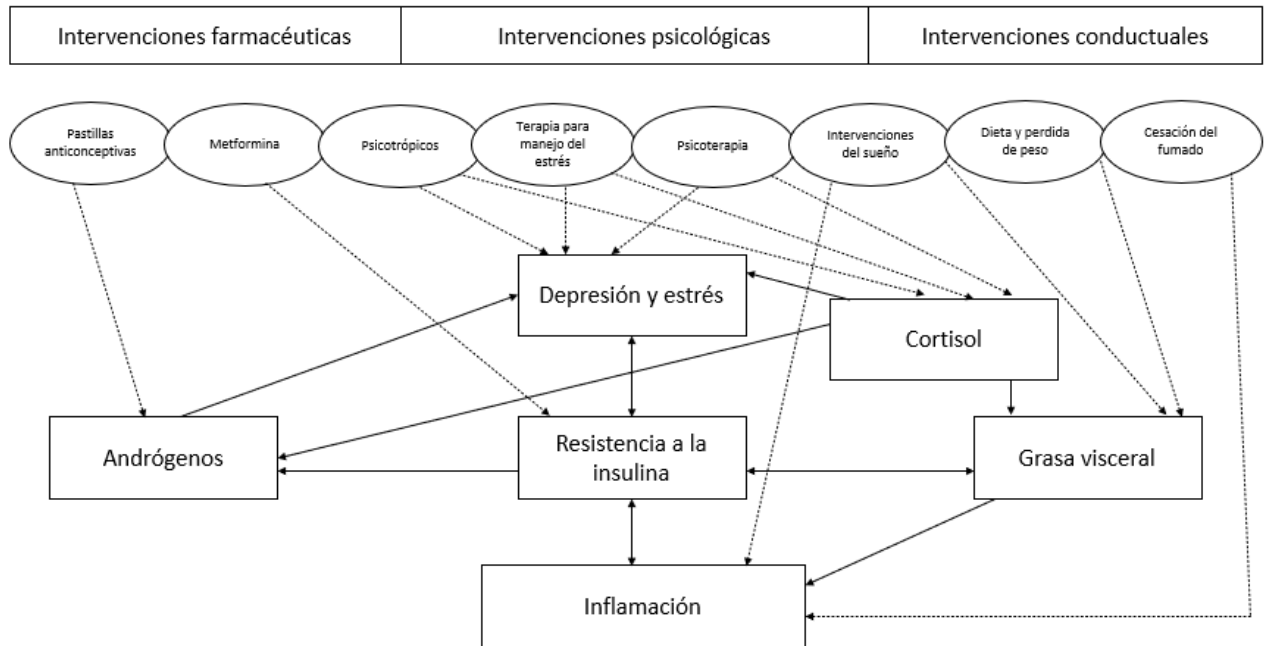 Intervenciones farmacéuticas
Intervenciones psicológicas
Intervenciones conductuales
Pastillas
anticonceptivas
Metformina
Psicotrópicos
Terapia para
manejo del
estrés
Psicoterapia
Intervenciones
del sueño
Dieta y perdida
de peso
Cesación del
fumado
Depresión y estrés
Cortisol
Andrógenos
Resistencia a la
insulina
Grasa visceral
Inflamación